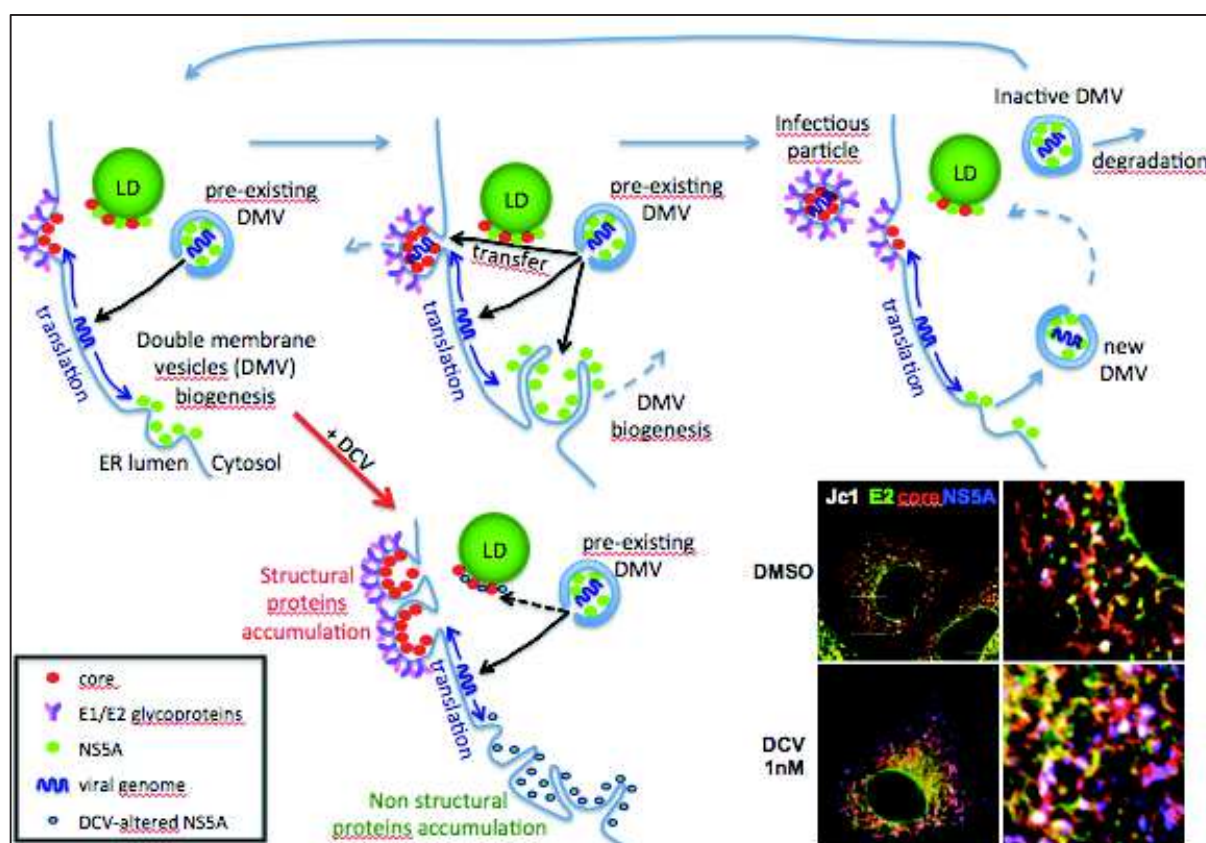 Inactive DMV
degradation
LD
pre-existing
DMV
translation
Double membrane
vesicles (DMV)
biogenesis
ER lumen
Cytosol
LD
pre-existing
DMV
transfer
translation
DMV
biogenesis
Infectious
particle
LD
translation
new
DMV
+ DCV
Structural
proteins
accumulation
LD
pre-existing
DMV
translation
Non structural
proteins accumulation
core
E1/E2 glycoproteins
NS5A
viral genome
DCV-altered NS5A
Jc1 E2 core NS5A
DMSO
DCV
1nM